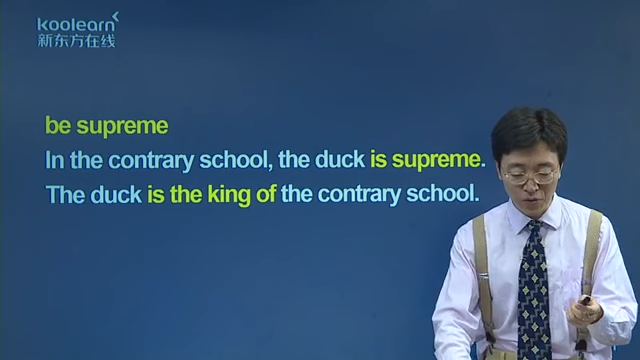 koolearn
新东方在线
be supreme
In the contrary school, the duck is supreme.
The duck is the king of the contrary school.